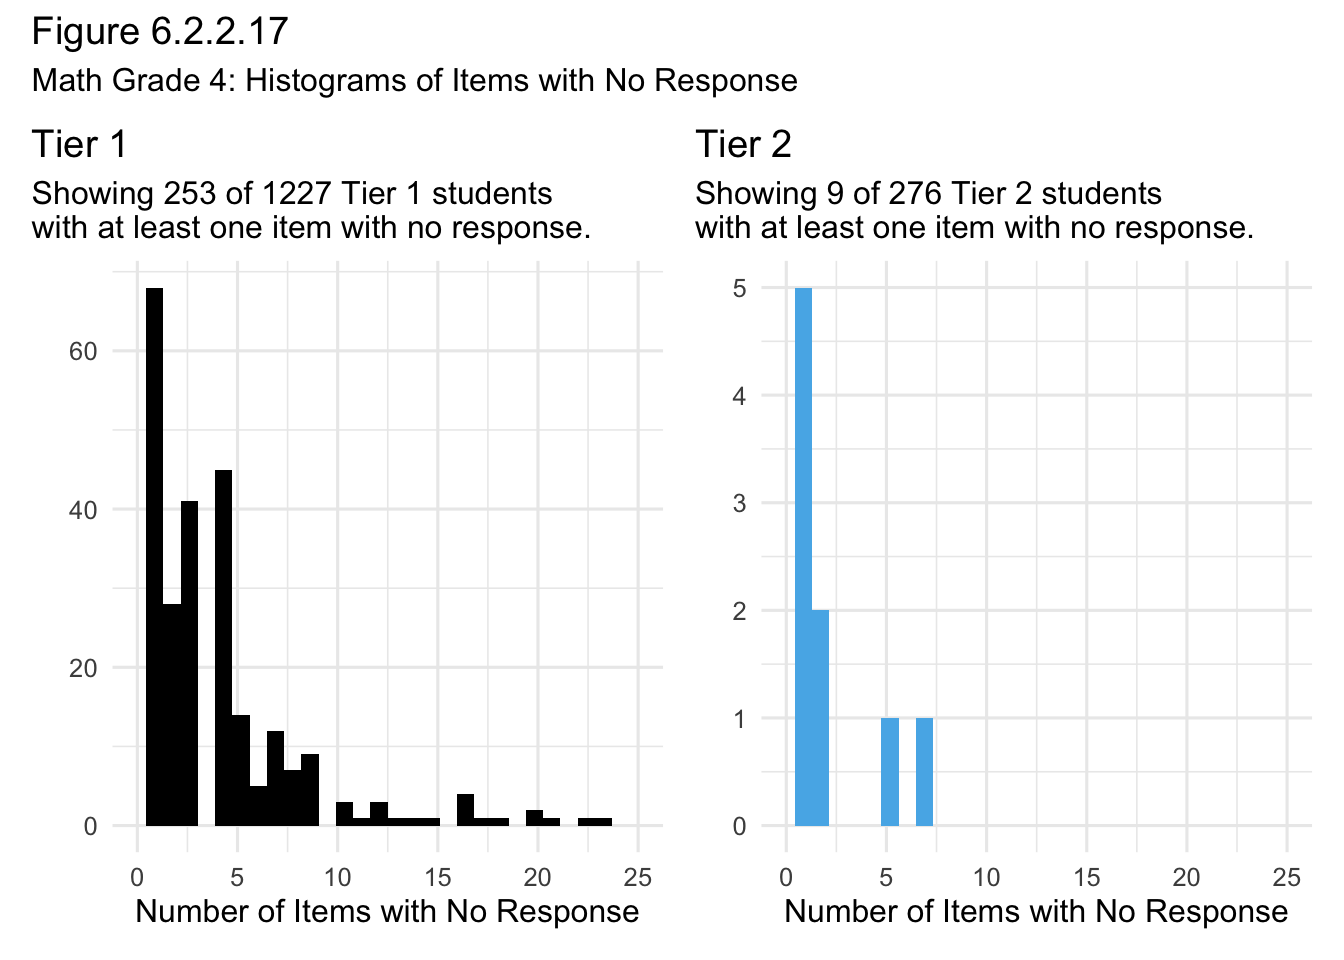 Figure 6.2.2.17
Math Grade 4: Histograms of Items with No Response
Tier 1
Showing 253 of 1227 Tier 1 students
with at least one item with no response.
60
40
20
0
0 5 10 15 20 25
Number of Items with No Response
Tier 2
Showing 9 of 276 Tier 2 students
with at least one item with no response.
5
4
3
2
1
0
0 5 10 15 20 25
Number of Items with No Response